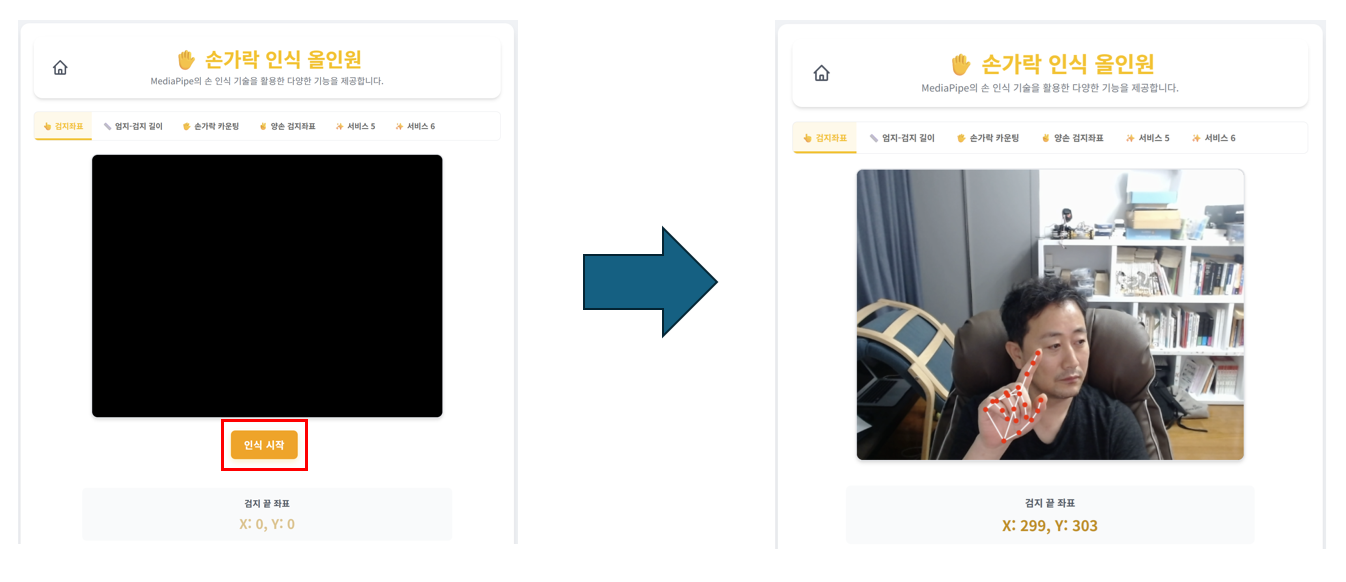 손가락 인식 올인원
MediaPipe의 손 인식 기술을 활용한 다양한 기능을 제공합니다.
검지좌표 엄지-검지 길이 손가락 카운팅 양손 검지좌표 서비스 5 서비스 6
인식 시작
검지 끝 좌표
X: 0, Y: 0
손가락 인식 올인원
MediaPipe의 손 인식 기술을 활용한 다양한 기능을 제공합니다.
검지좌표 엄지-검지 길이 손가락 카운팅 양손 검지좌표 서비스 5 서비스 6
검지 끝 좌표
X: 299, Y: 303